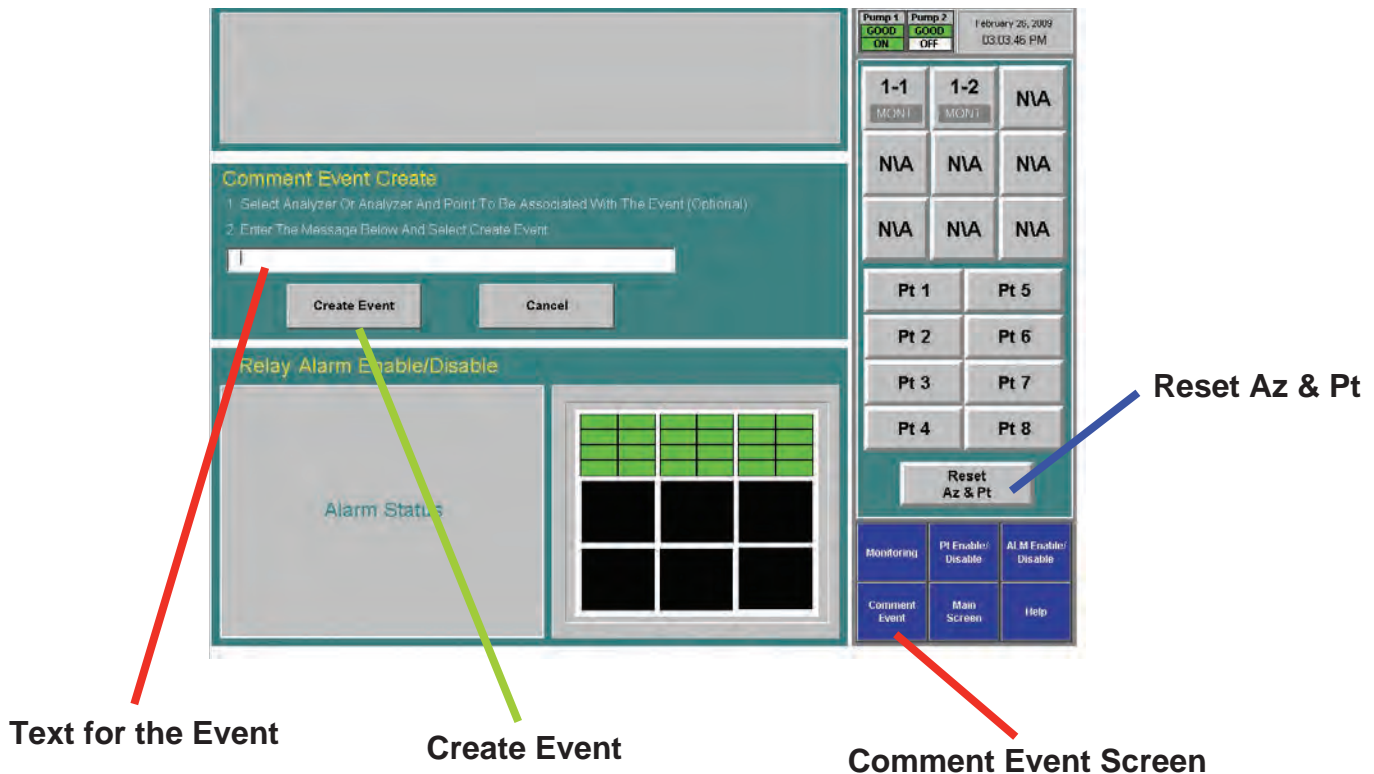 Pump 1 Pump 2
GOOD GOOD
ON OFF
February 26, 2009
03:03:46 PM
1-1 1-2 N\A
MONT MONT
N\A N\A N\A
N\A N\A N\A
Comment Event Create
1. Select Analyzer Or Analyzer And Point To Be Associated With The Event (Optional)
2. Enter The Message Below And Select Create Event
Create Event Cancel
Pt 1 Pt 5
Pt 2 Pt 6
Pt 3 Pt 7
Pt 4 Pt 8
Reset
Az & Pt
Reset Az & Pt
Relay Alarm Enable/Disable
Alarm Status
Monitoring
Pt Enable/
Disable
ALM Enable/
Disable
Comment
Event
Main
Screen
Help
Text for the Event
Create Event
Comment Event Screen